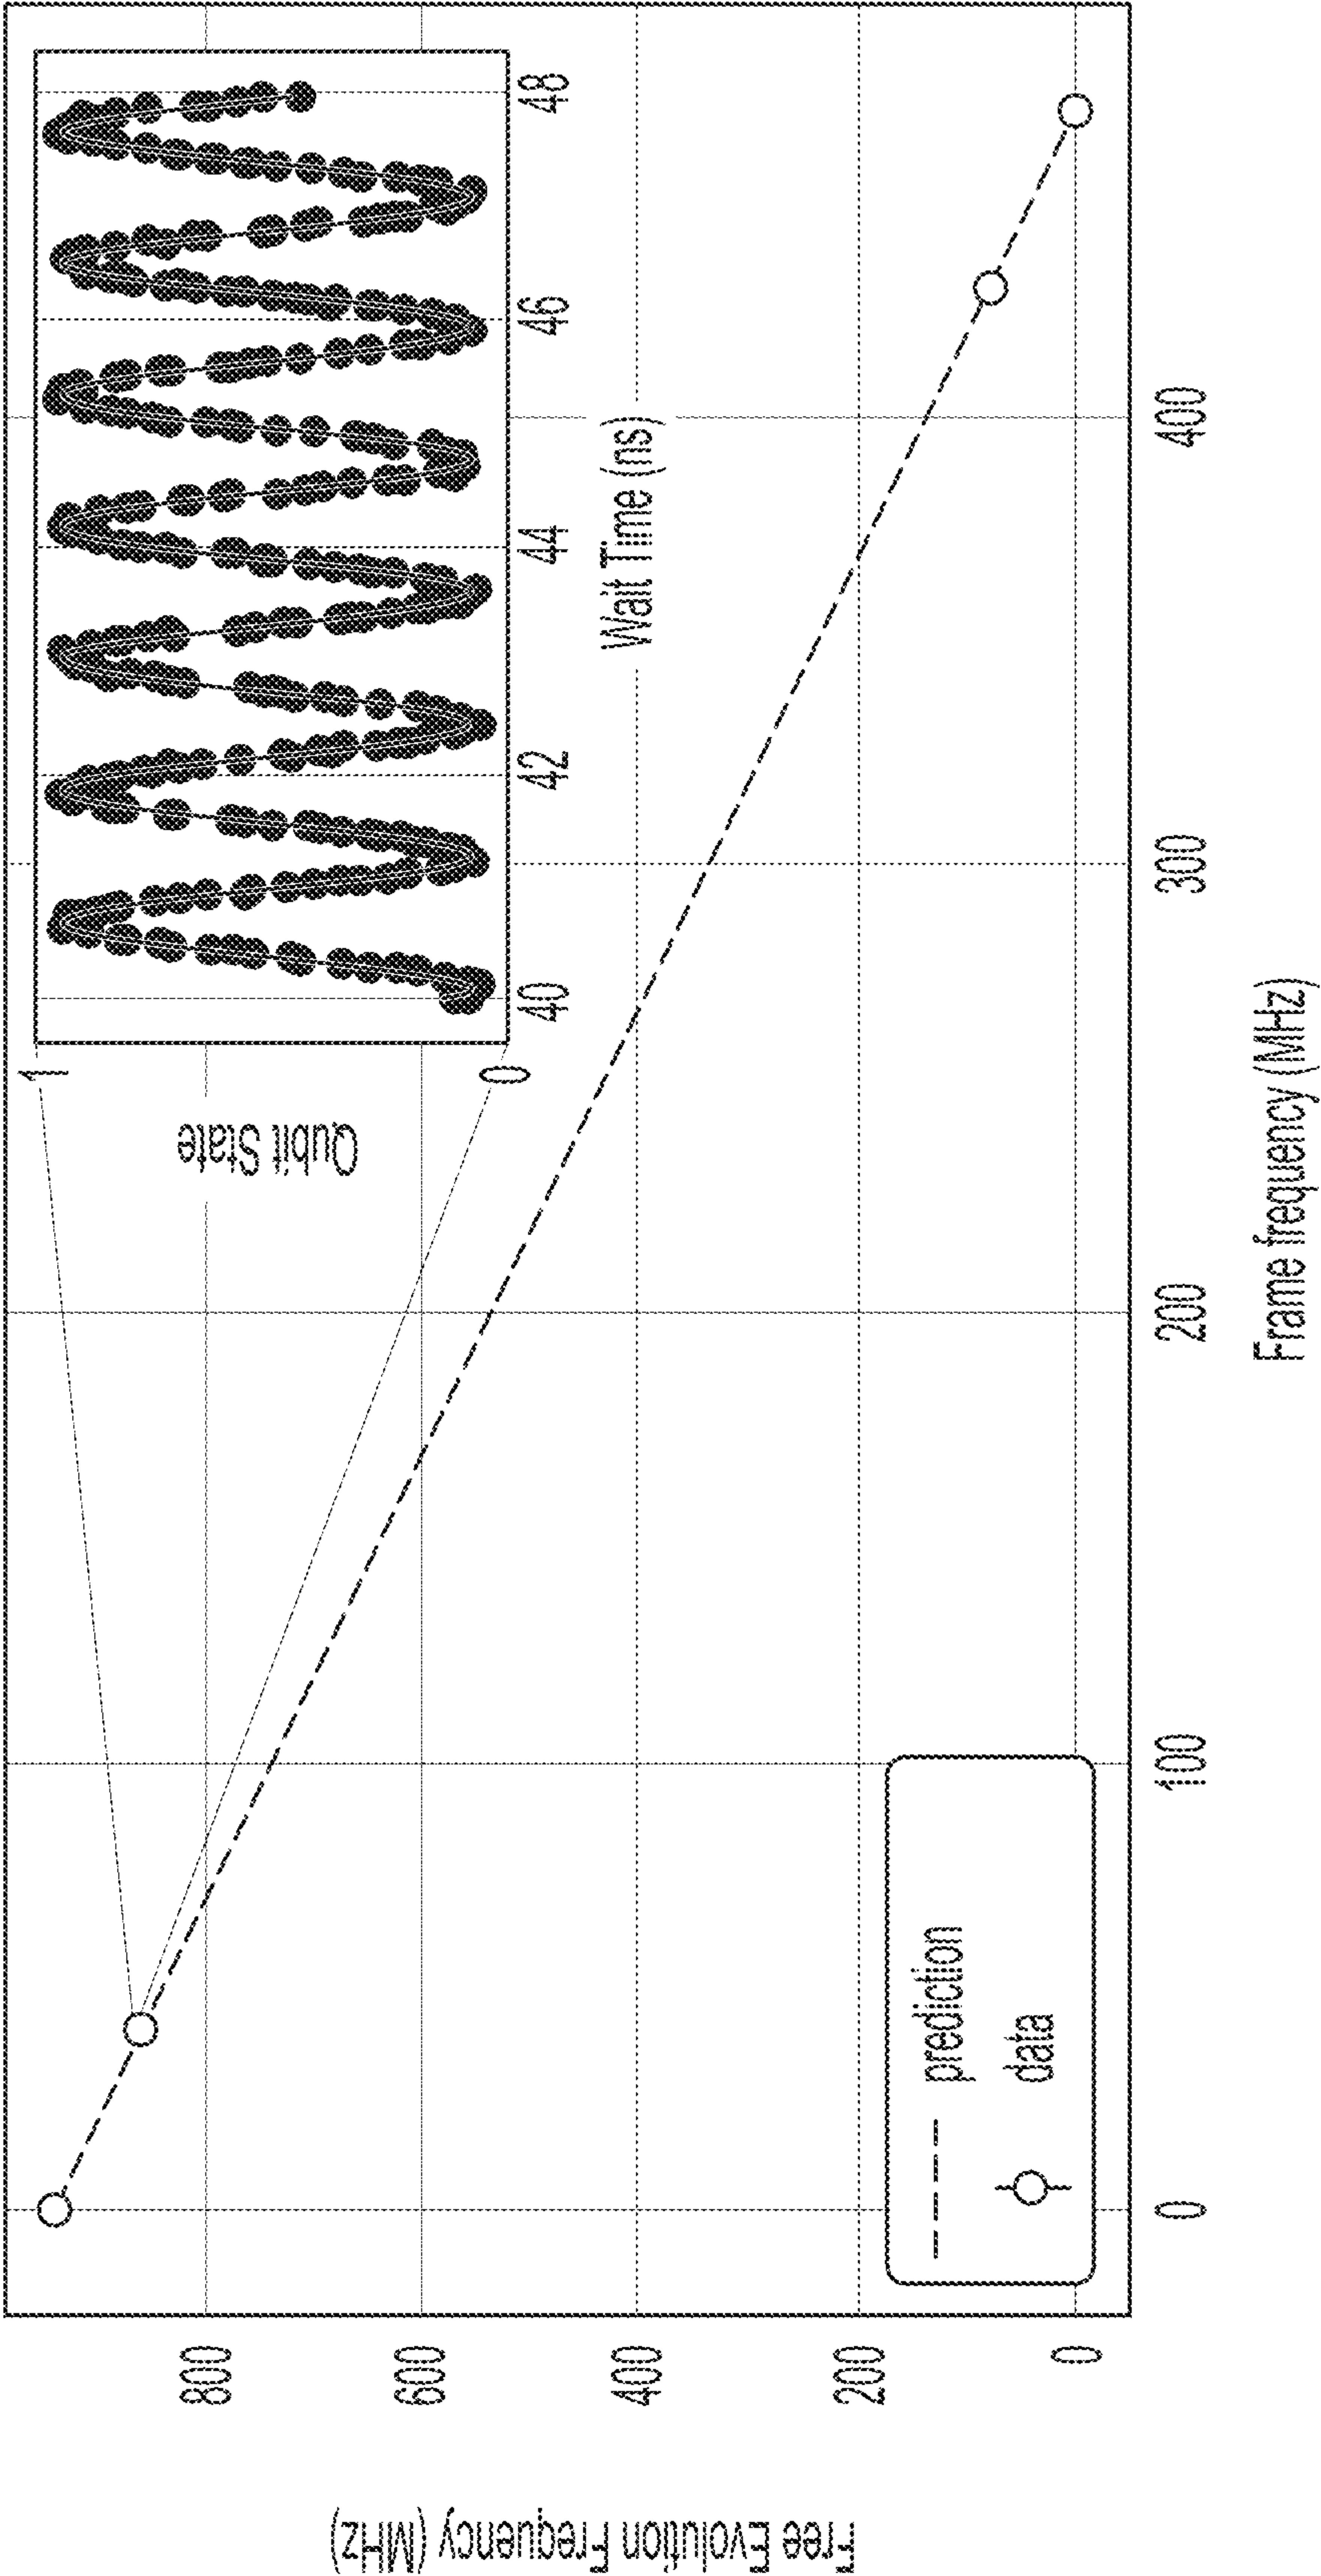 Free Evolution Frequency (MHz)
800
600
400
200
0
1
0
Qubit State
40
42
44
46
48
Wait Time (ns)
prediction
data
0
100
200
300
400
Frame frequency (MHz)